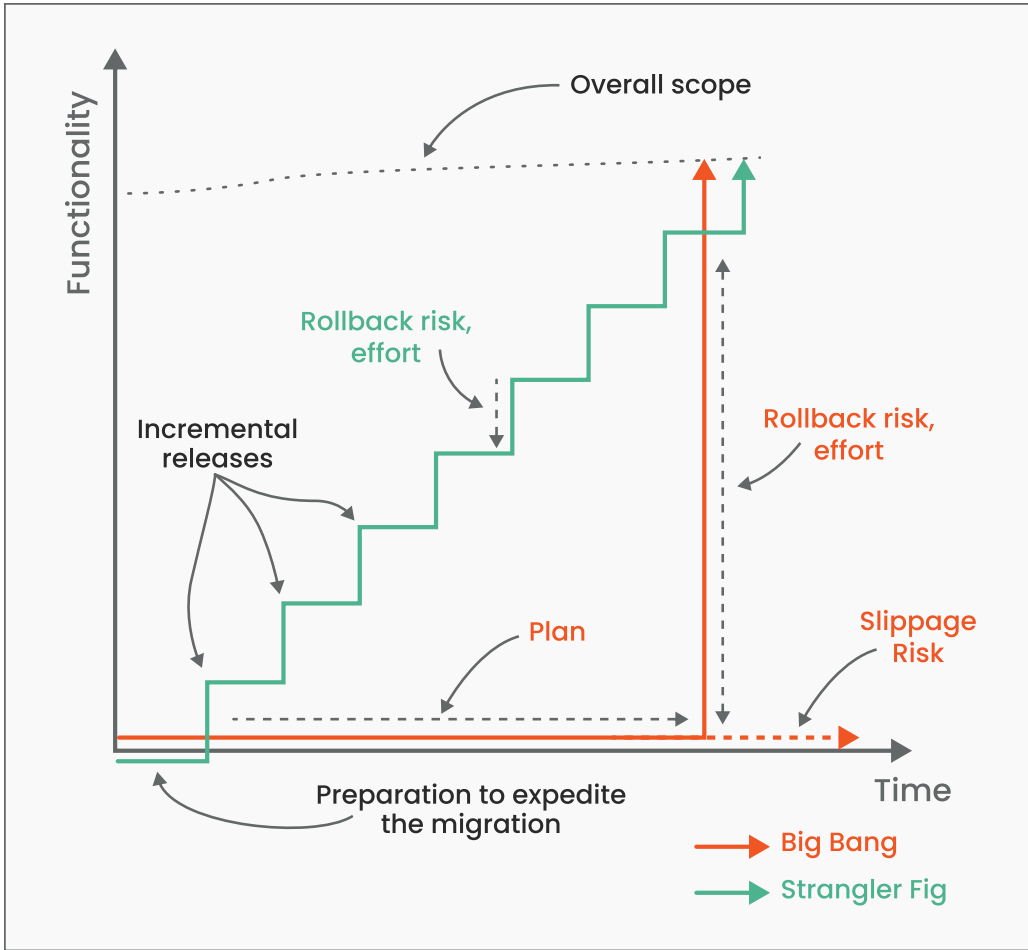 Overall scope
Functionality
Rollback risk,
effort
Incremental
releases
Rollback risk,
effort
Plan
Slippage
Risk
Preparation to expedite
the migration
Time
Big Bang
Strangler Fig